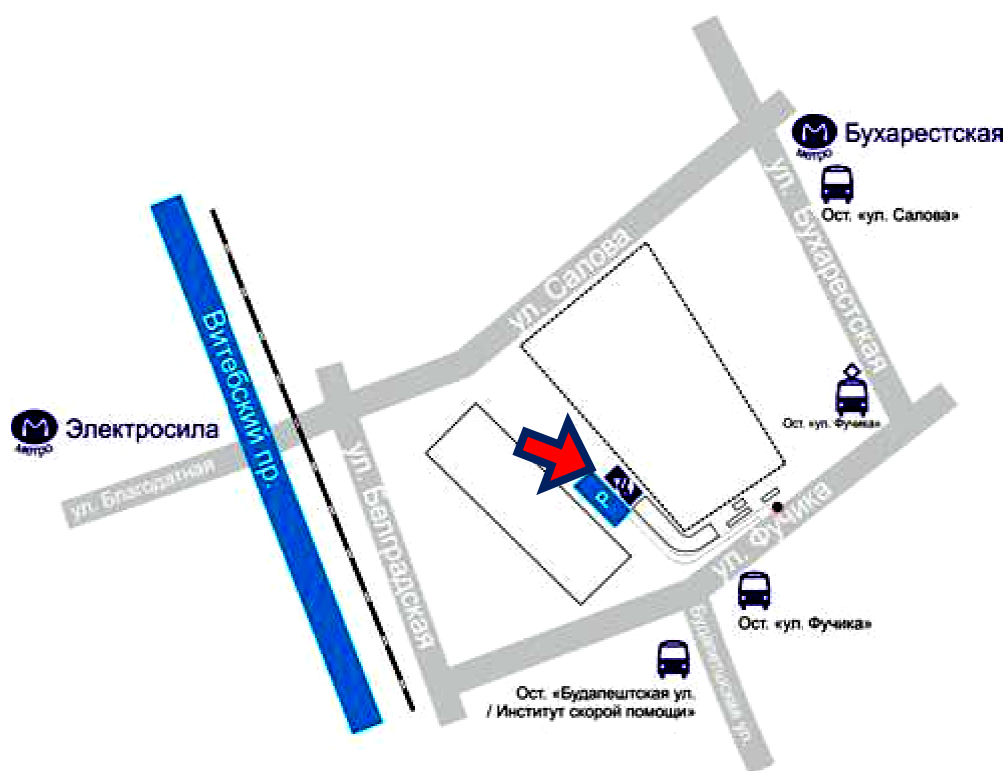 М
метро
Бухарестская
Ост. «ул. Салова»
ул. Бухарестская
ул. Салова
Витебский пр.
Ост. «ул. Фучика»
М
метро
Электросила
ул. Благодатная
ул. Белградская
P
ул. Фучика
Ост. «ул. Фучика»
Будапештская ул.
Ост. «Будапештская ул.
/ Институт скорой помощи»